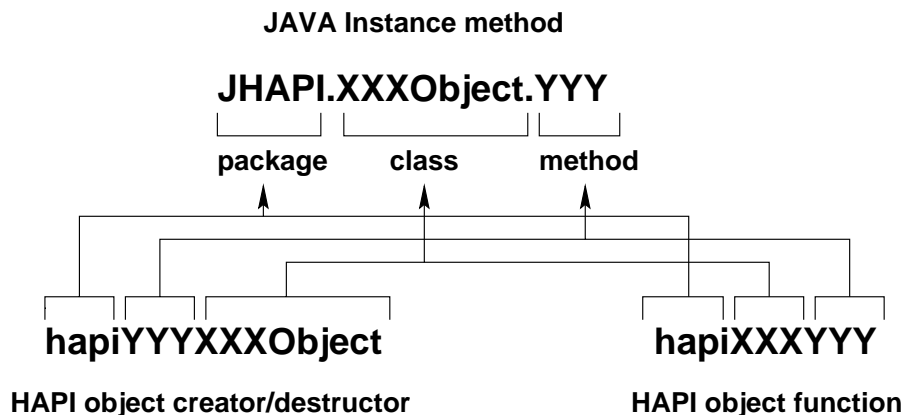 JAVA Instance method
JHAPI.XXXObject.YYY
package class method
hapiYYYXXXObject hapiXXXYYY
HAPI object creator/destructor HAPI object function